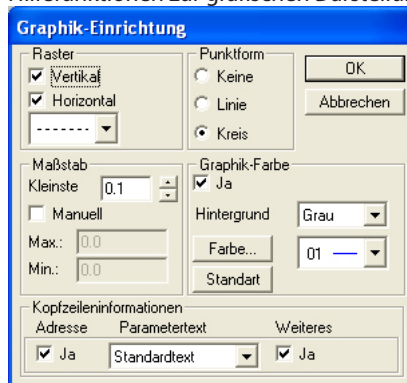 Graphik-Einrichtung
Raster
Vertikal
Horizontal
Punktform
Keine
Linie
Kreis
OK
Abbrechen
Maßstab
Kleinste 0.1
Manuell
Max.: 0.0
Min.: 0.0
Graphik-Farbe
Ja
Hintergrund Grau
Farbe... 01
Standart
Kopfzeileninformationen
Adresse Parametertext Weiteres
Ja Standardtext Ja